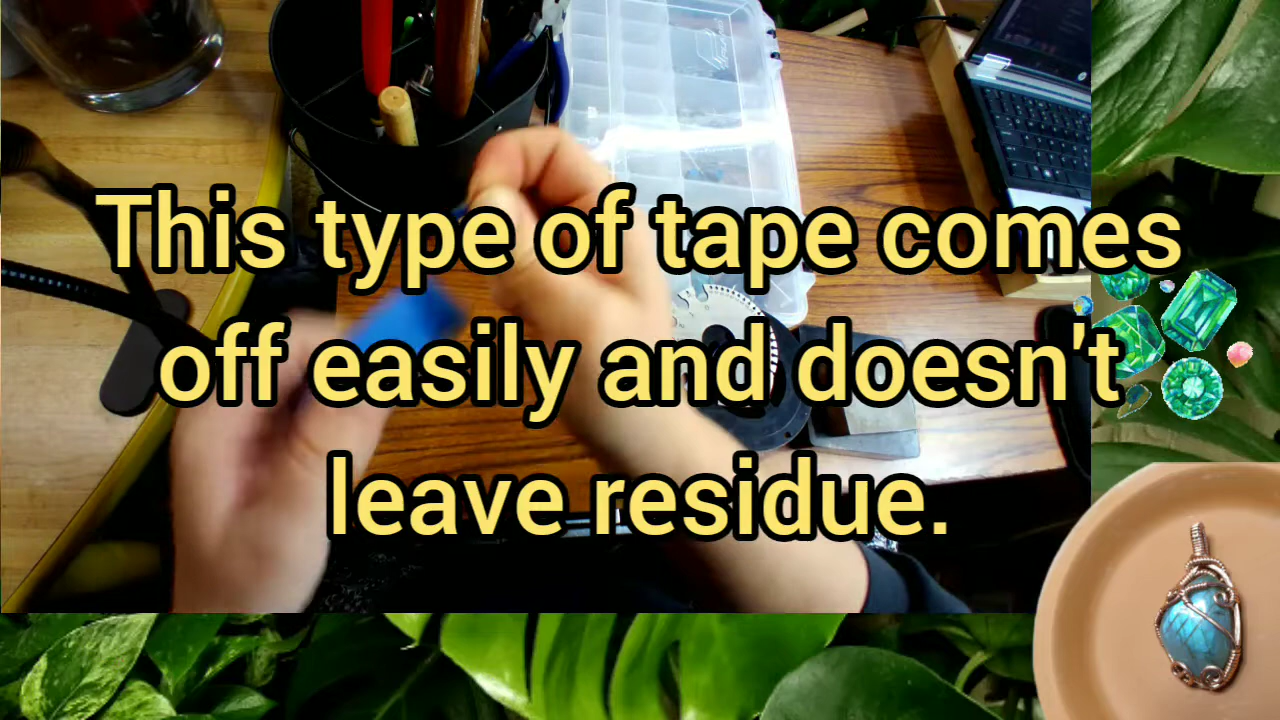 This type of tape comes
off easily and doesn't
leave residue.